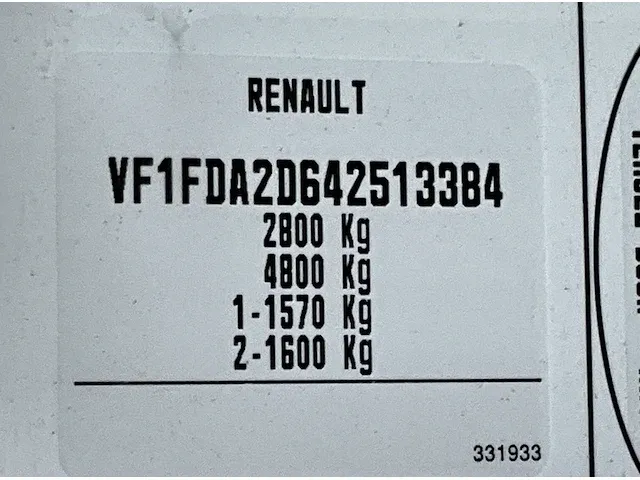 RENAULT
VF1FDA2D642513384
2800 Kg
4800 Kg
1-1570 Kg
2-1600 Kg
331933